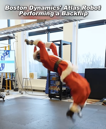 Boston Dynamics' Atlas Robot
Performing a Backflip